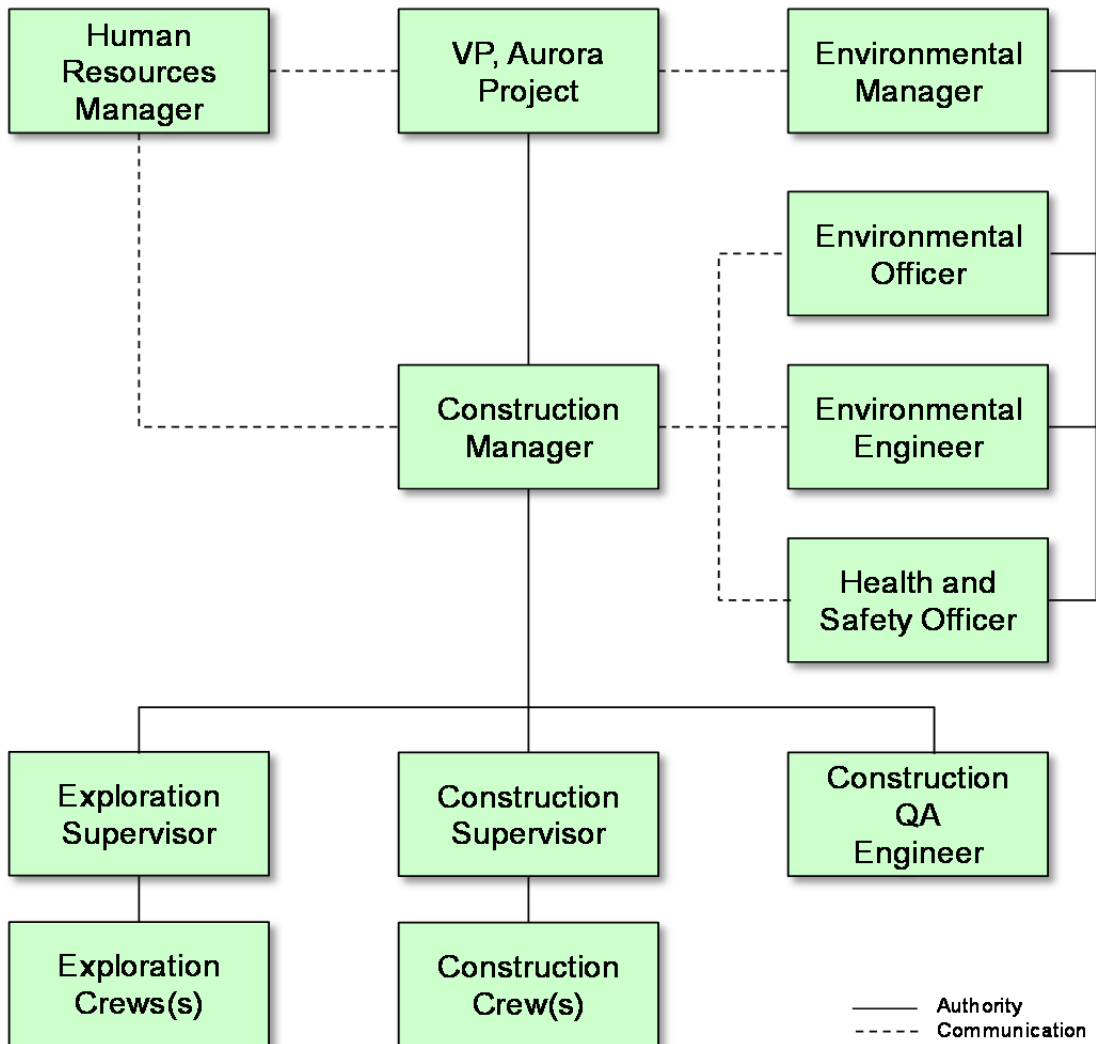 Human
Resources
Manager
VP, Aurora
Project
Environmental
Manager
Environmental
Officer
Construction
Manager
Environmental
Engineer
Health and
Safety Officer
Exploration
Supervisor
Construction
Supervisor
Construction
QA
Engineer
Exploration
Crews(s)
Construction
Crew(s)
Authority
Communication